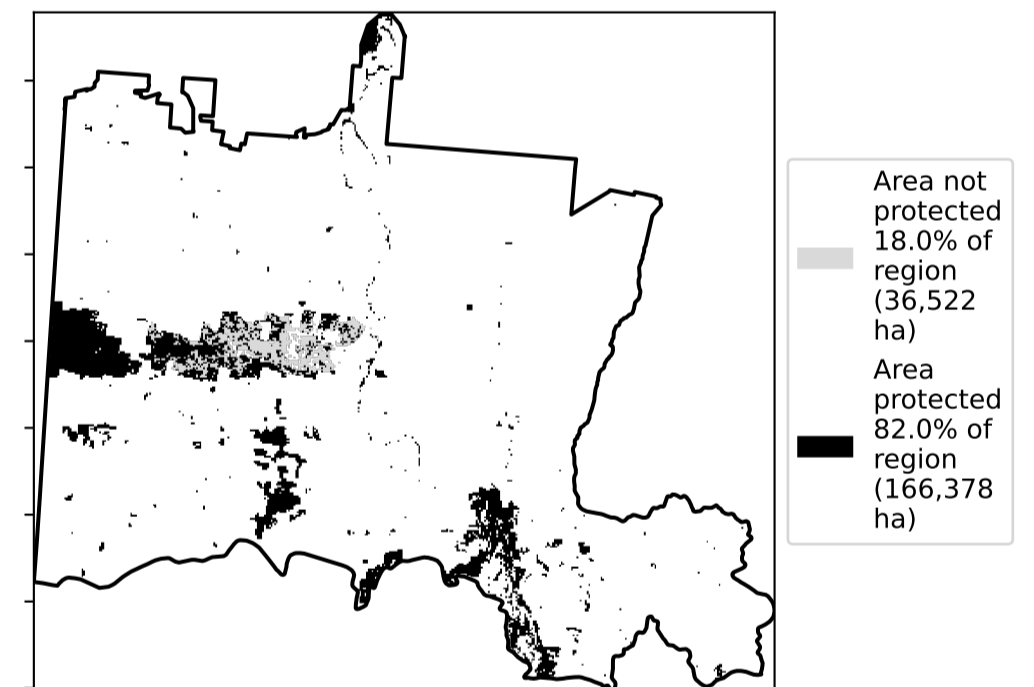 Area not
protected
18.0% of
region
(36,522
ha)
Area
protected
82.0% of
region
(166,378
ha)